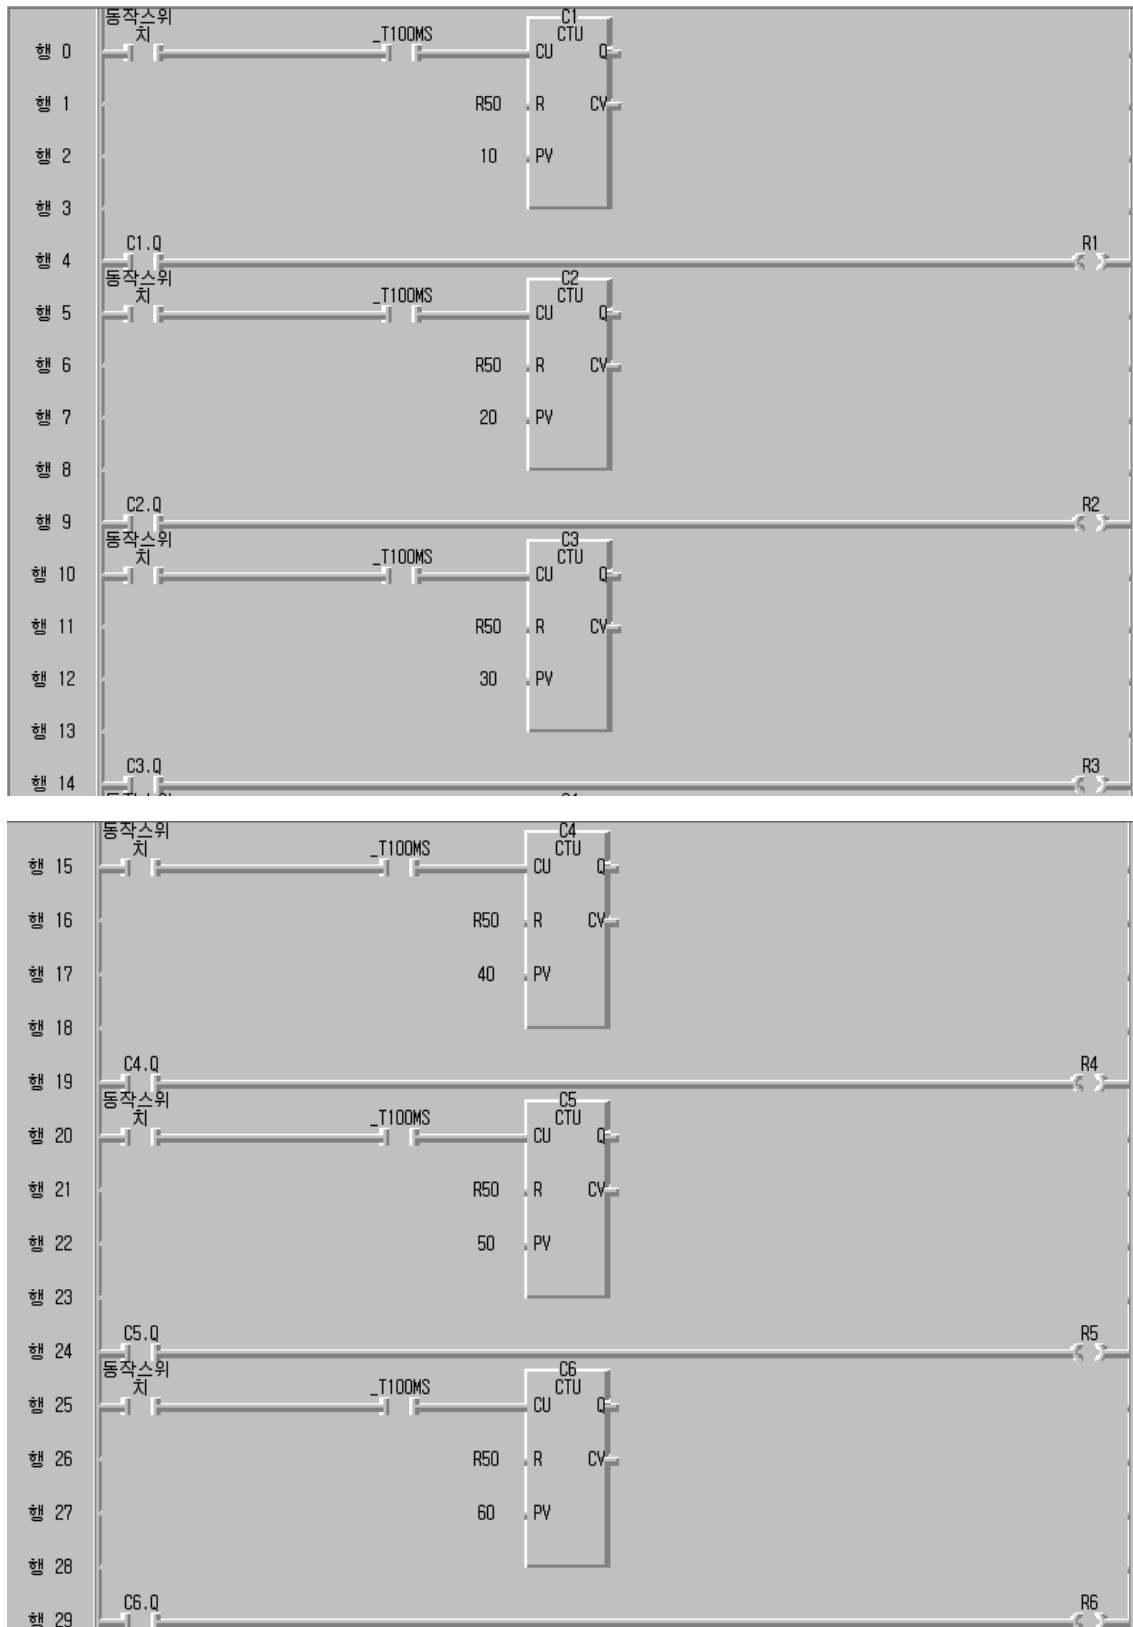 동작스위 C1
치 _T100MS CTU
행 0 CU Q
행 1 R50 R CV
행 2 10 PV
행 3
C1.Q R1
행 4
동작스위 C2
치 _T100MS CTU
행 5 CU Q
행 6 R50 R CV
행 7 20 PV
행 8
C2.Q R2
행 9
동작스위 C3
치 _T100MS CTU
행 10 CU Q
행 11 R50 R CV
행 12 30 PV
행 13
C3.Q R3
행 14
동작스위 C4
치 _T100MS CTU
행 15 CU Q
행 16 R50 R CV
행 17 40 PV
행 18
C4.Q R4
행 19
동작스위 C5
치 _T100MS CTU
행 20 CU Q
행 21 R50 R CV
행 22 50 PV
행 23
C5.Q R5
행 24
동작스위 C6
치 _T100MS CTU
행 25 CU Q
행 26 R50 R CV
행 27 60 PV
행 28
C6.Q R6
행 29